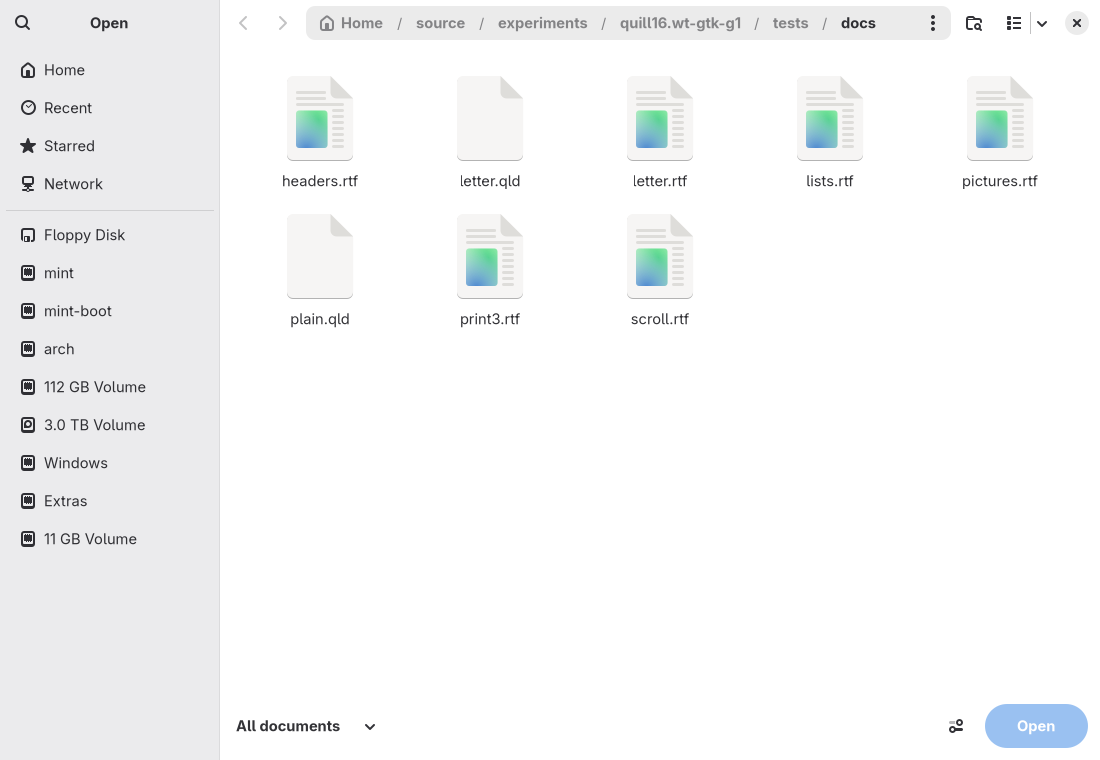 Open
Home / source / experiments / quill16.wt-gtk-g1 / tests / docs
Home
Recent
Starred
Network
Floppy Disk
mint
mint-boot
arch
112 GB Volume
3.0 TB Volume
Windows
Extras
11 GB Volume
headers.rtf
letter.qld
letter.rtf
lists.rtf
pictures.rtf
plain.qld
print3.rtf
scroll.rtf
All documents
Open